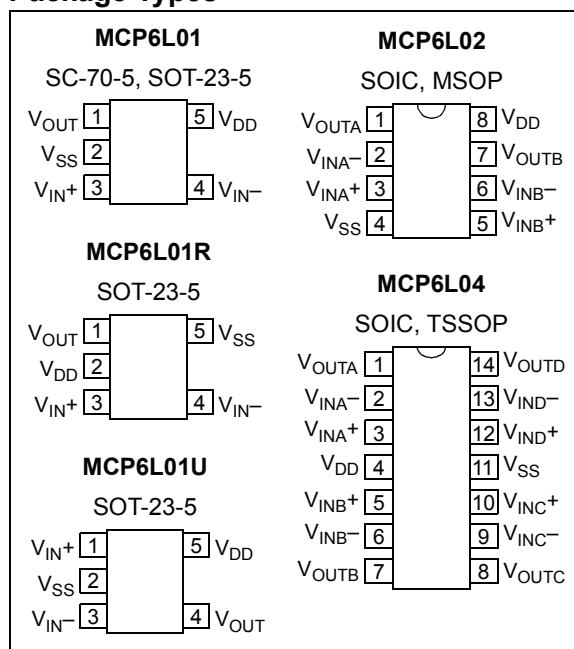 Package Types
MCP6L01
SC-70-5, SOT-23-5
VOUT 1 5 VDD
VSS 2
VIN+ 3 4 VIN–
MCP6L01R
SOT-23-5
VOUT 1 5 VSS
VDD 2
VIN+ 3 4 VIN–
MCP6L01U
SOT-23-5
VIN+ 1 5 VDD
VSS 2
VIN– 3 4 VOUT
MCP6L02
SOIC, MSOP
VOUTA 1 8 VDD
VINA– 2 7 VOUTB
VINA+ 3 6 VINB–
VSS 4 5 VINB+
MCP6L04
SOIC, TSSOP
VOUTA 1 14 VOUTD
VINA– 2 13 VIND–
VINA+ 3 12 VIND+
VDD 4 11 VSS
VINB+ 5 10 VINC+
VINB– 6 9 VINC–
VOUTB 7 8 VOUTC